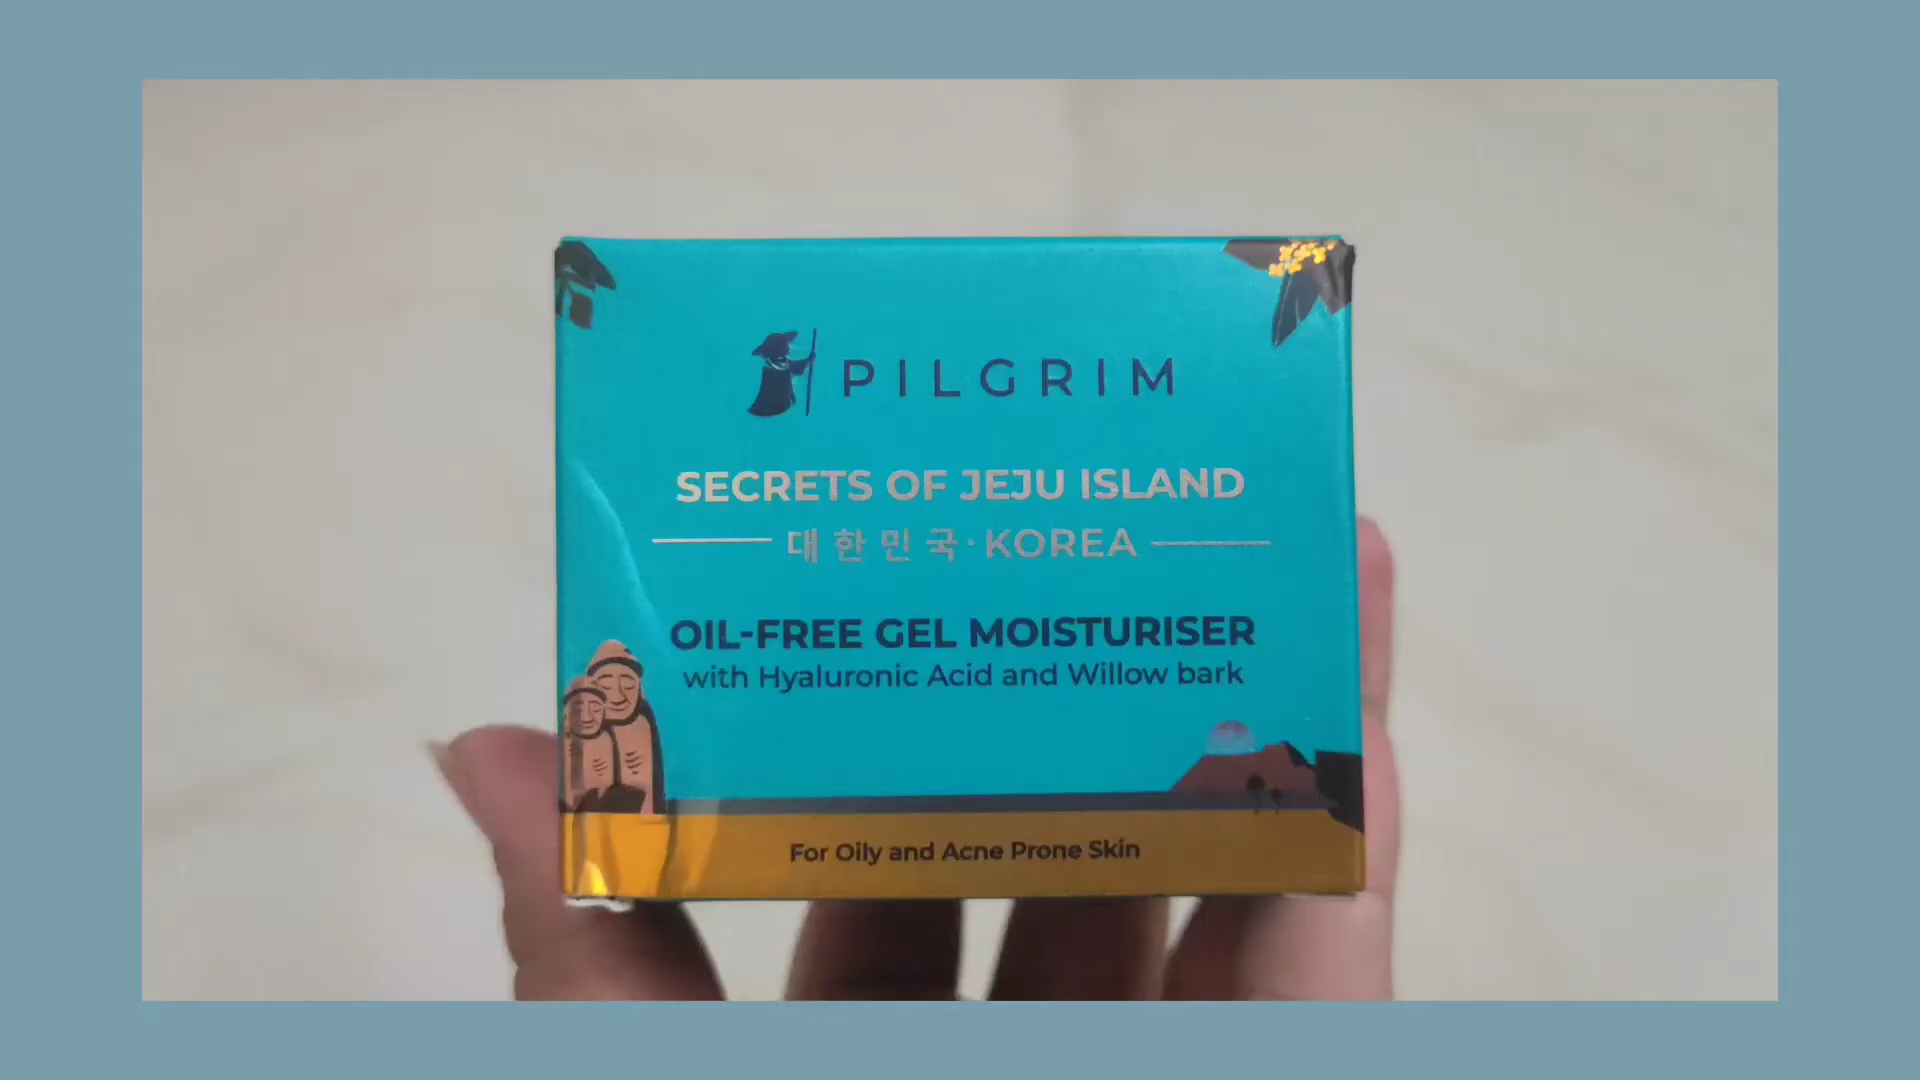 PILGRIM
SECRETS OF JEJU ISLAND
대한민국·KOREA
OIL-FREE GEL MOISTURISER
with Hyaluronic Acid and Willow bark
For Oily and Acne Prone Skin